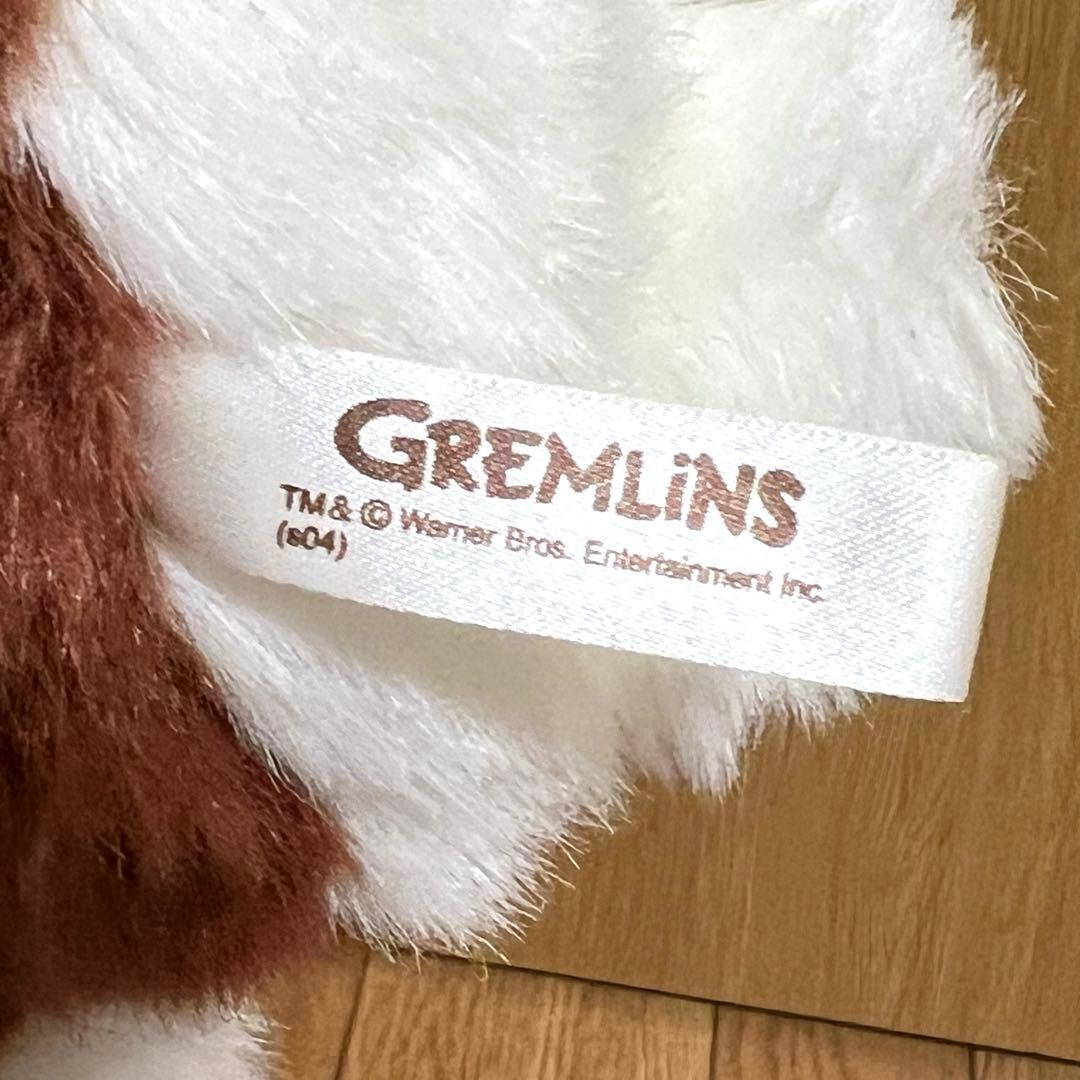 GREMLiNS
TM & © Warner Bros. Entertainment Inc.
(s04)